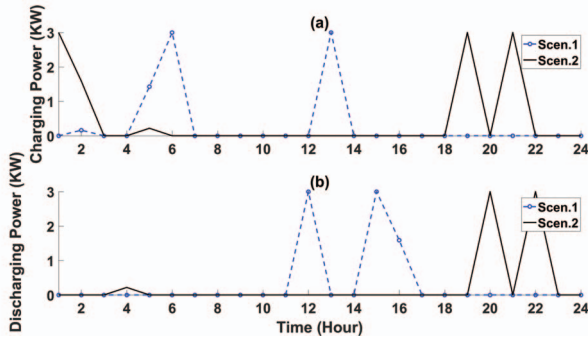 (a)
Charging Power (KW)
3
2
1
0
2 4 6 8 10 12 14 16 18 20 22 24
Scen.1
Scen.2
(b)
Discharging Power (KW)
3
2
1
0
2 4 6 8 10 12 14 16 18 20 22 24
Scen.1
Scen.2
Time (Hour)